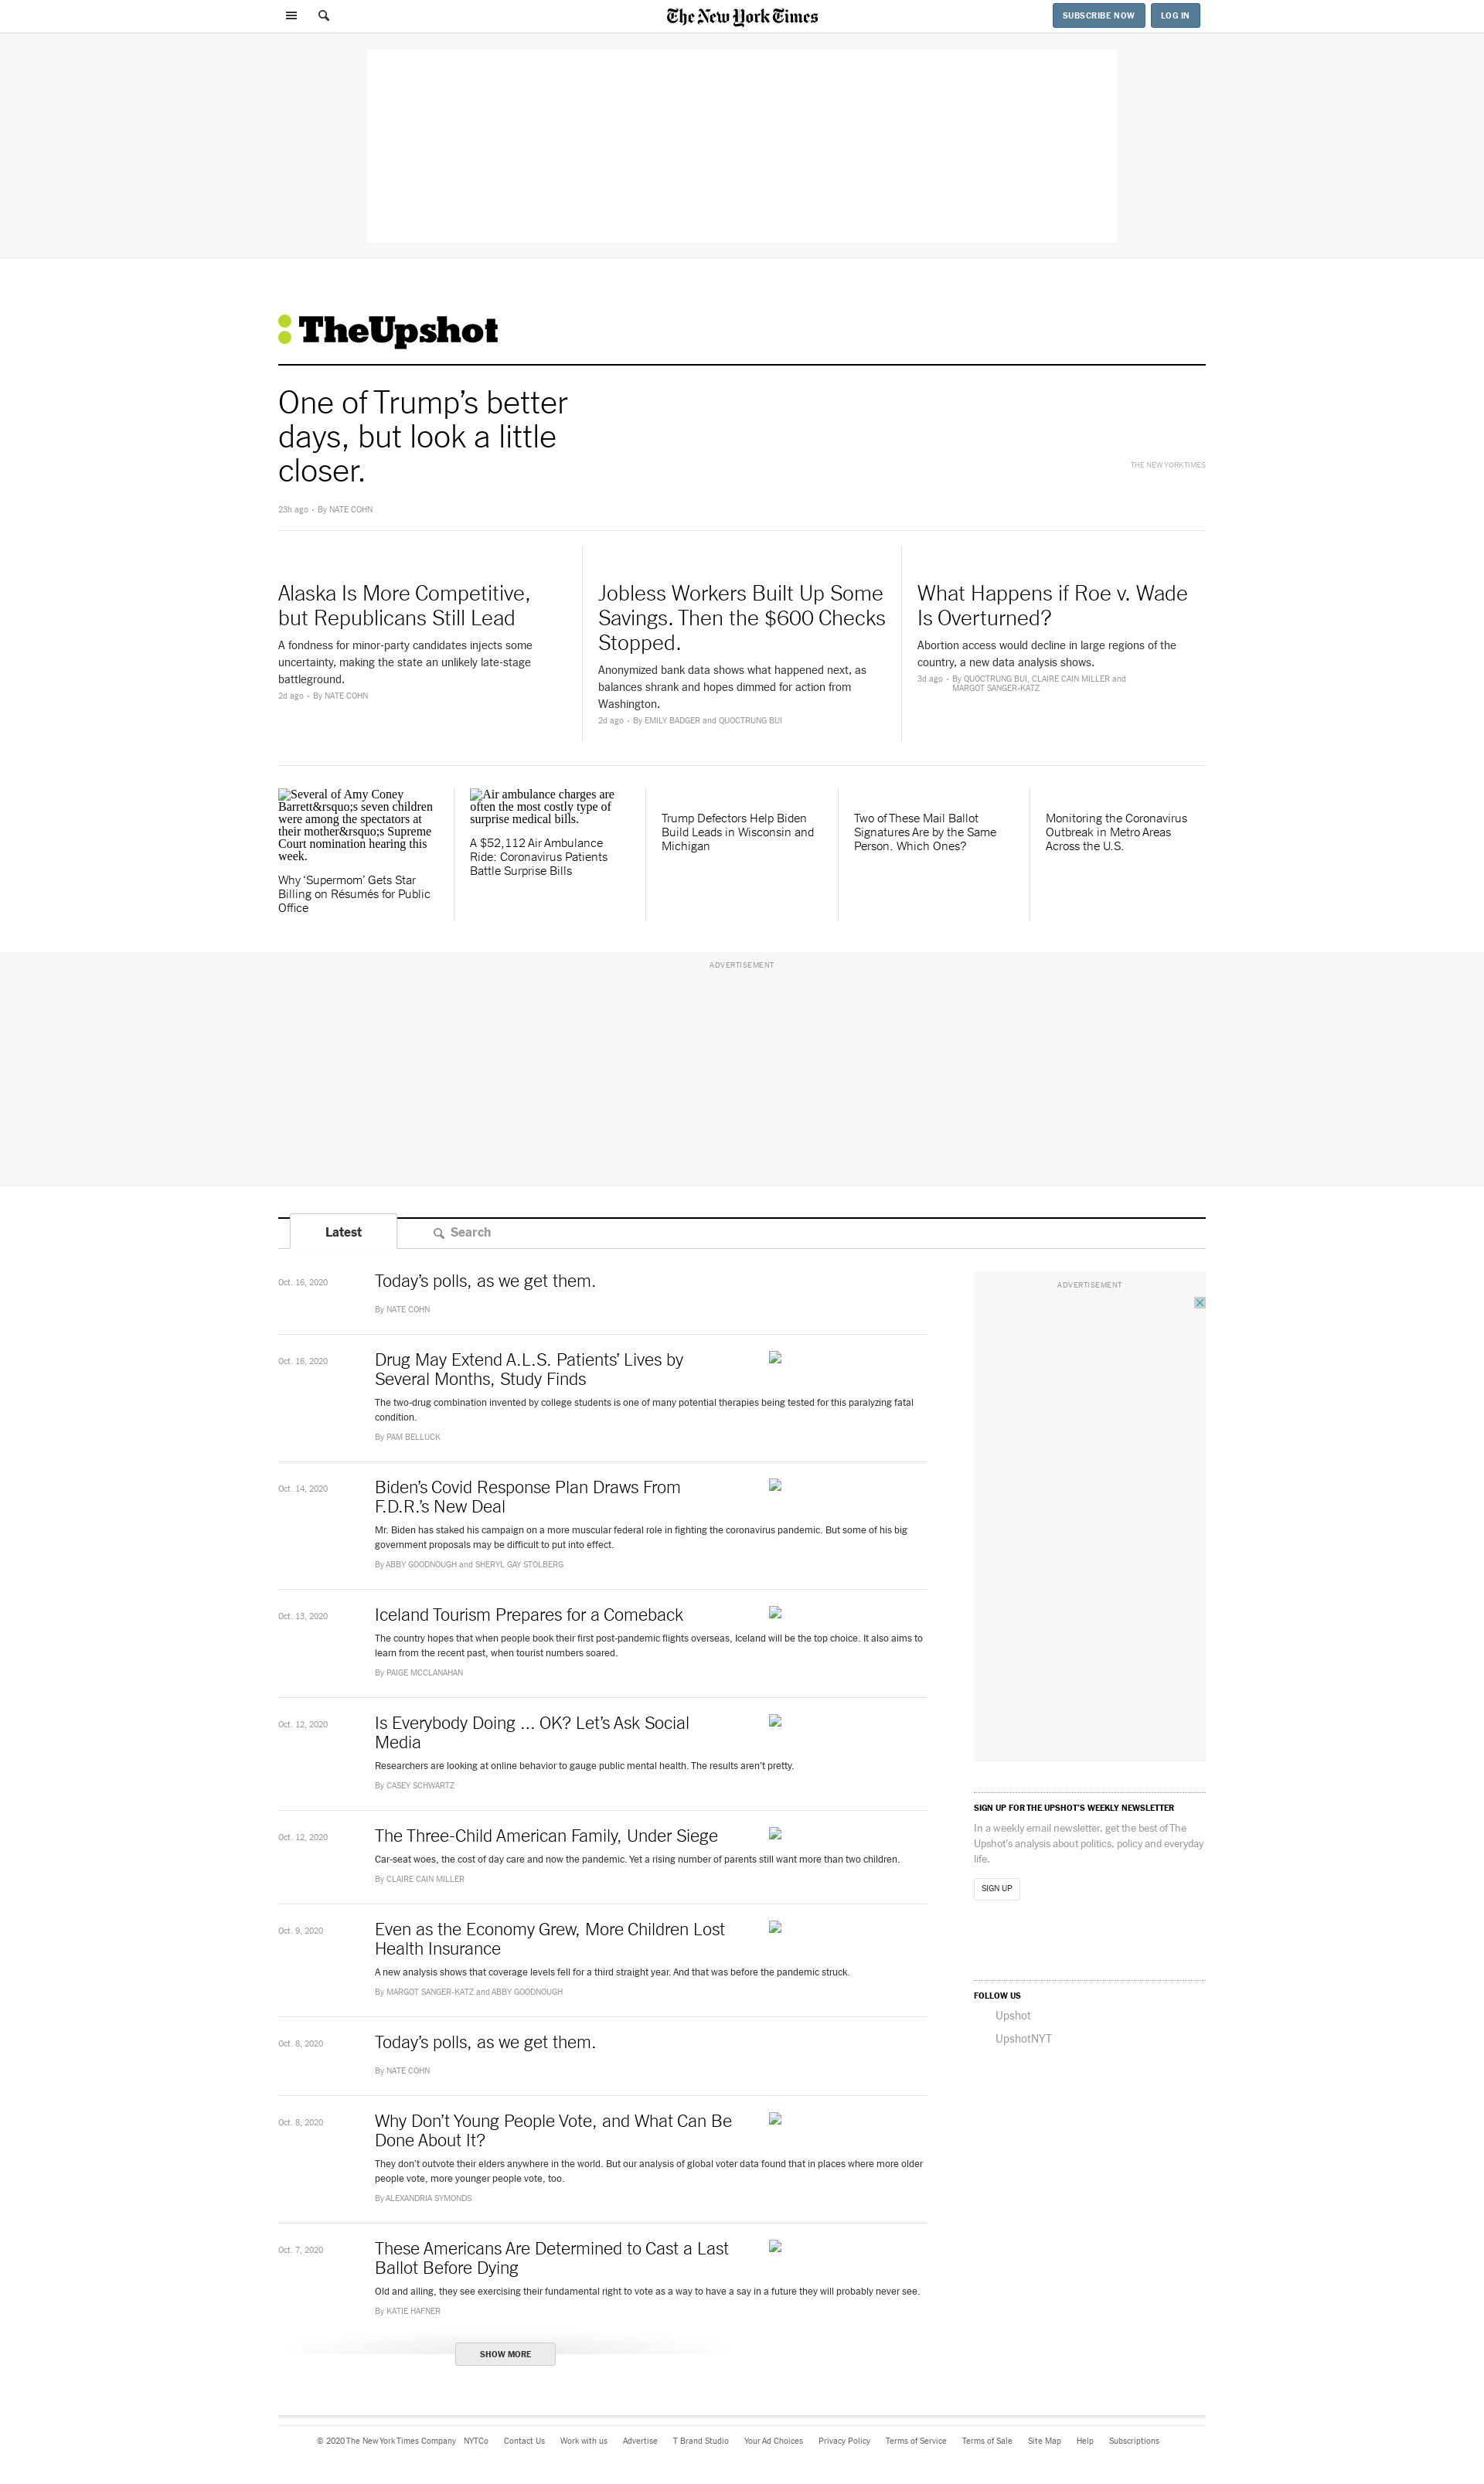 The New York Times
SUBSCRIBE NOW
LOG IN
TheUpshot
One of Trump’s better
days, but look a little
closer.
THE NEW YORK TIMES
23h ago • By NATE COHN
Alaska Is More Competitive,
but Republicans Still Lead
A fondness for minor-party candidates injects some
uncertainty, making the state an unlikely late-stage
battleground.
2d ago • By NATE COHN
Jobless Workers Built Up Some
Savings. Then the $600 Checks
Stopped.
Anonymized bank data shows what happened next, as
balances shrank and hopes dimmed for action from
Washington.
2d ago • By EMILY BADGER and QUOCTRUNG BUI
What Happens if Roe v. Wade
Is Overturned?
Abortion access would decline in large regions of the
country, a new data analysis shows.
3d ago • By QUOCTRUNG BUI, CLAIRE CAIN MILLER and
MARGOT SANGER-KATZ
Several of Amy Coney
Barrett&rsquo;s seven children
were among the spectators at
their mother&rsquo;s Supreme
Court nomination hearing this
week.
Why ‘Supermom’ Gets Star
Billing on Résumés for Public
Office
Air ambulance charges are
often the most costly type of
surprise medical bills.
A $52,112 Air Ambulance
Ride: Coronavirus Patients
Battle Surprise Bills
Trump Defectors Help Biden
Build Leads in Wisconsin and
Michigan
Two of These Mail Ballot
Signatures Are by the Same
Person. Which Ones?
Monitoring the Coronavirus
Outbreak in Metro Areas
Across the U.S.
ADVERTISEMENT
Latest
Search
Oct. 16, 2020
Today’s polls, as we get them.
By NATE COHN
Oct. 16, 2020
Drug May Extend A.L.S. Patients’ Lives by
Several Months, Study Finds
The two-drug combination invented by college students is one of many potential therapies being tested for this paralyzing fatal
condition.
By PAM BELLUCK
Oct. 14, 2020
Biden’s Covid Response Plan Draws From
F.D.R.’s New Deal
Mr. Biden has staked his campaign on a more muscular federal role in fighting the coronavirus pandemic. But some of his big
government proposals may be difficult to put into effect.
By ABBY GOODNOUGH and SHERYL GAY STOLBERG
Oct. 13, 2020
Iceland Tourism Prepares for a Comeback
The country hopes that when people book their first post-pandemic flights overseas, Iceland will be the top choice. It also aims to
learn from the recent past, when tourist numbers soared.
By PAIGE MCCLANAHAN
Oct. 12, 2020
Is Everybody Doing ... OK? Let’s Ask Social
Media
Researchers are looking at online behavior to gauge public mental health. The results aren’t pretty.
By CASEY SCHWARTZ
Oct. 12, 2020
The Three-Child American Family, Under Siege
Car-seat woes, the cost of day care and now the pandemic. Yet a rising number of parents still want more than two children.
By CLAIRE CAIN MILLER
Oct. 9, 2020
Even as the Economy Grew, More Children Lost
Health Insurance
A new analysis shows that coverage levels fell for a third straight year. And that was before the pandemic struck.
By MARGOT SANGER-KATZ and ABBY GOODNOUGH
Oct. 8, 2020
Today’s polls, as we get them.
By NATE COHN
Oct. 8, 2020
Why Don’t Young People Vote, and What Can Be
Done About It?
They don’t outvote their elders anywhere in the world. But our analysis of global voter data found that in places where more older
people vote, more younger people vote, too.
By ALEXANDRIA SYMONDS
Oct. 7, 2020
These Americans Are Determined to Cast a Last
Ballot Before Dying
Old and ailing, they see exercising their fundamental right to vote as a way to have a say in a future they will probably never see.
By KATIE HAFNER
SHOW MORE
ADVERTISEMENT
SIGN UP FOR THE UPSHOT’S WEEKLY NEWSLETTER
In a weekly email newsletter, get the best of The
Upshot’s analysis about politics, policy and everyday
life.
SIGN UP
FOLLOW US
Upshot
UpshotNYT
© 2020 The New York Times Company NYTCo Contact Us Work with us Advertise T Brand Studio Your Ad Choices Privacy Policy Terms of Service Terms of Sale Site Map Help Subscriptions